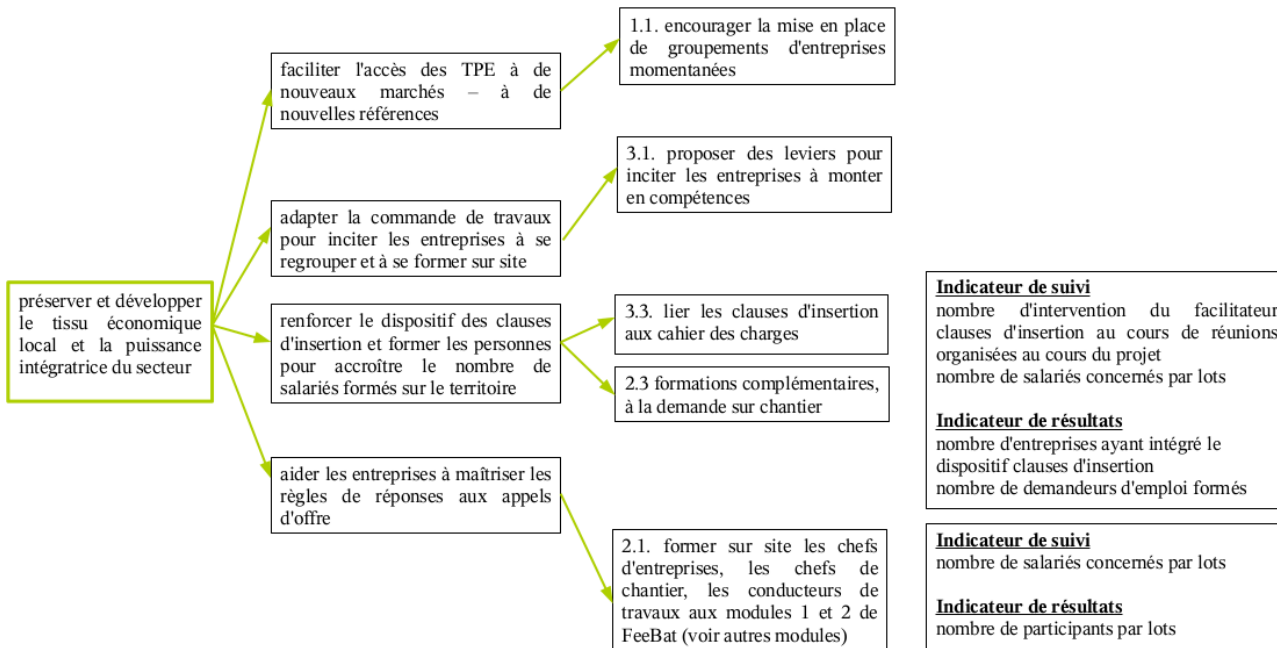 préserver et développer
le tissu économique
local et la puissance
intégratrice du secteur
faciliter l'accès des TPE à de
nouveaux marchés – à de
nouvelles références
adapter la commande de travaux
pour inciter les entreprises à se
regrouper et à se former sur site
renforcer le dispositif des clauses
d'insertion et former les personnes
pour accroître le nombre de
salariés formés sur le territoire
aider les entreprises à maîtriser les
règles de réponses aux appels
d'offre
1.1. encourager la mise en place
de groupements d'entreprises
momentanées
3.1. proposer des leviers pour
inciter les entreprises à monter
en compétences
3.3. lier les clauses d'insertion
aux cahier des charges
2.3 formations complémentaires,
à la demande sur chantier
2.1. former sur site les chefs
d'entreprises, les chefs de
chantier, les conducteurs de
travaux aux modules 1 et 2 de
FeeBat (voir autres modules)
Indicateur de suivi
nombre d'intervention du facilitateur
clauses d'insertion au cours de réunions
organisées au cours du projet
nombre de salariés concernés par lots
Indicateur de résultats
nombre d'entreprises ayant intégré le
dispositif clauses d'insertion
nombre de demandeurs d'emploi formés
Indicateur de suivi
nombre de salariés concernés par lots
Indicateur de résultats
nombre de participants par lots